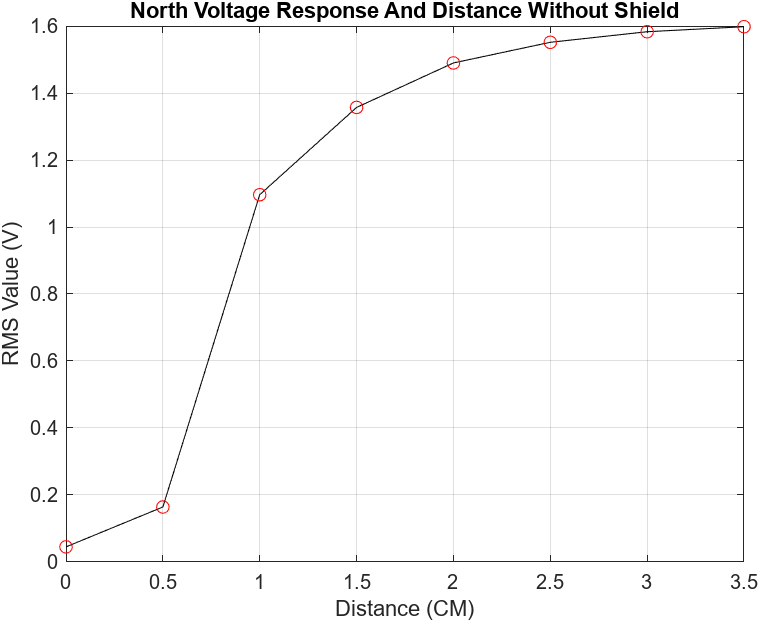 North Voltage Response And Distance Without Shield
1.6
1.4
1.2
1
0.8
0.6
0.4
0.2
0
RMS Value (V)
0 0.5 1 1.5 2 2.5 3 3.5
Distance (CM)